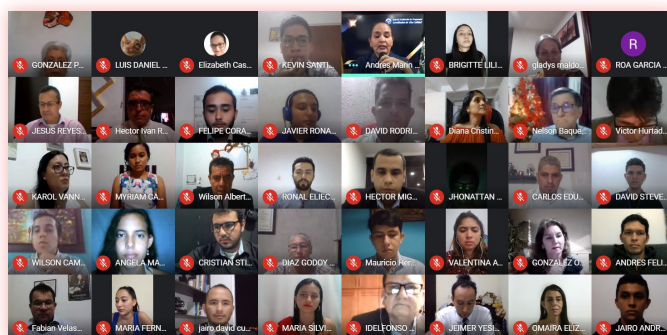 GONZALEZ P...
LUIS DANIEL ...
Elizabeth Cas...
KEVIN SANTI...
Andres Marin ...
BRIGITTE LILI...
gladys maldo...
R
ROA GARCIA ...
JESUS REYES...
Hector Ivan R...
FELIPE CORA...
JAVIER RONA...
DAVID RODRI...
Diana Cristin...
Nelson Baque...
Victor Hurtad...
KAROL VANN...
MYRIAM CA...
Wilson Albert...
RONAL ELIEC...
HECTOR MIG...
JHONATTAN ...
CARLOS EDU...
DAVID STEVE...
WILSON CAM...
ANGELA MA...
CRISTIAN STI...
DIAZ GODOY ...
Mauricio Her...
VALENTINA A...
GONZALEZ O...
ANDRES FELI...
Fabian Velas...
MARIA FERN...
jairo david cu...
MARIA SILVI...
IDELFONSO ...
JEIMER YESI...
OMAIRA ELIZ...
JAIRO ANDR...